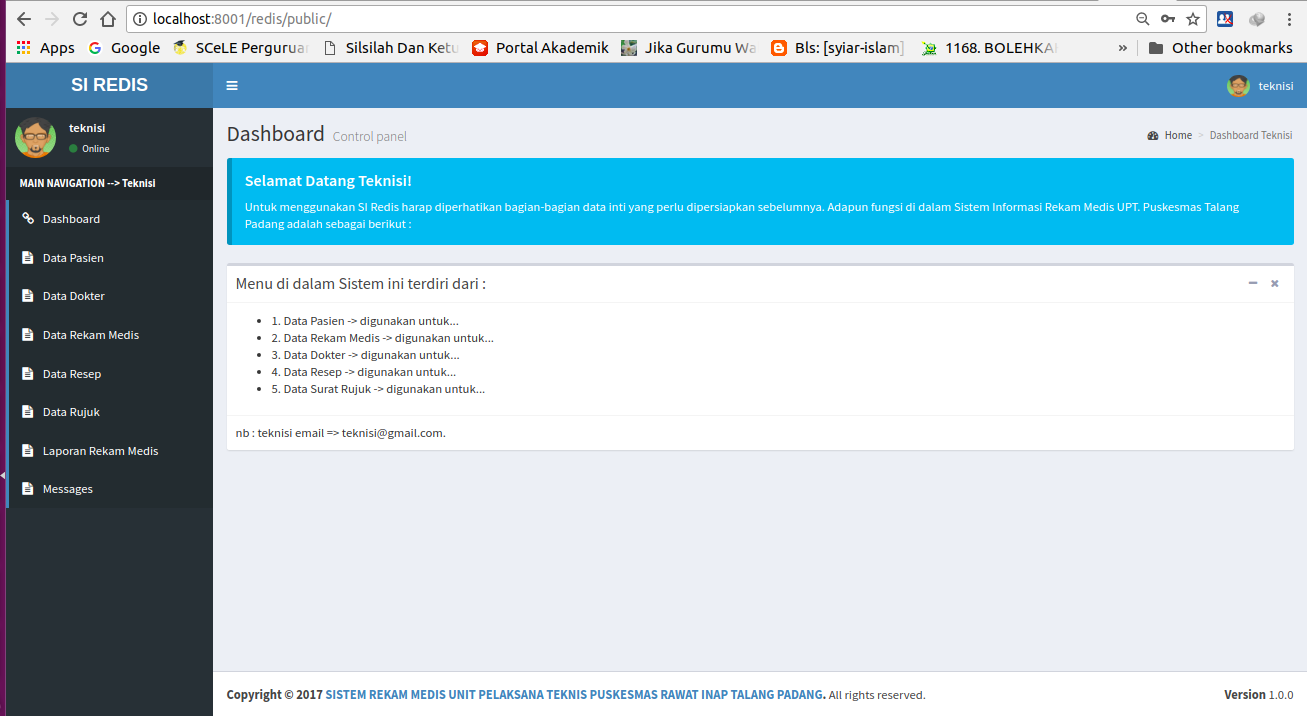 localhost:8001/redis/public/
Apps Google SCeLE Perguruan Silsilah Dan Ketu Portal Akademik Jika Gurumu Wa Bls: [syiar-islam] 1168. BOLEHKAH » Other bookmarks
SI REDIS
teknisi
teknisi
Online
MAIN NAVIGATION --> Teknisi
Dashboard
Data Pasien
Data Dokter
Data Rekam Medis
Data Resep
Data Rujuk
Laporan Rekam Medis
Messages
Dashboard Control panel
Home > Dashboard Teknisi
Selamat Datang Teknisi!
Untuk menggunakan SI Redis harap diperhatikan bagian-bagian data inti yang perlu dipersiapkan sebelumnya. Adapun fungsi di dalam Sistem Informasi Rekam Medis UPT. Puskesmas Talang
Padang adalah sebagai berikut :
Menu di dalam Sistem ini terdiri dari :
• 1. Data Pasien -> digunakan untuk...
• 2. Data Rekam Medis -> digunakan untuk...
• 3. Data Dokter -> digunakan untuk...
• 4. Data Resep -> digunakan untuk...
• 5. Data Surat Rujuk -> digunakan untuk...
nb : teknisi email => teknisi@gmail.com.
Copyright © 2017 SISTEM REKAM MEDIS UNIT PELAKSANA TEKNIS PUSKESMAS RAWAT INAP TALANG PADANG. All rights reserved.
Version 1.0.0